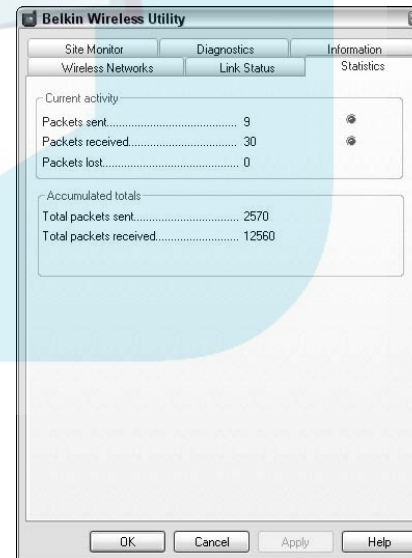 Belkin Wireless Utility
Site Monitor Diagnostics Information
Wireless Networks Link Status Statistics
Current activity
Packets sent................................... 9
Packets received............................. 30
Packets lost.................................... 0
Accumulated totals
Total packets sent............................ 2570
Total packets received...................... 12560
OK Cancel Apply Help